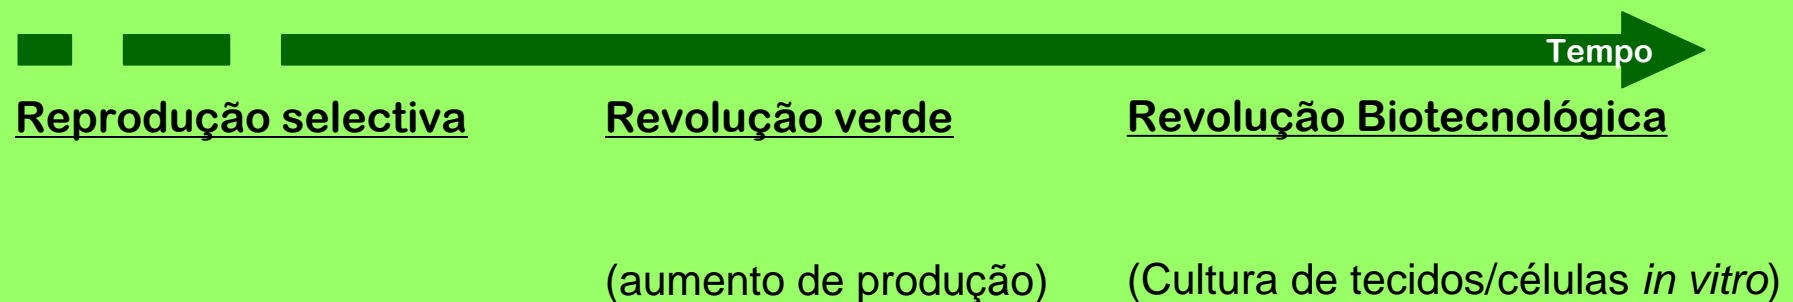 Tempo
Reprodução selectiva
Revolução verde
Revolução Biotecnológica
(aumento de produção)
(Cultura de tecidos/células in vitro)